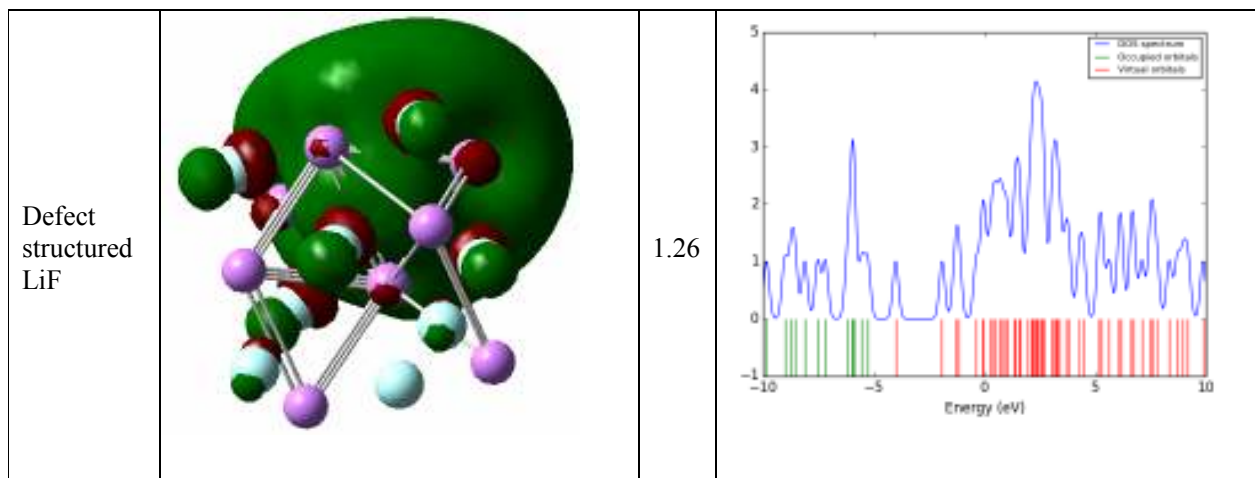 Defect
structured
LiF
1.26
5
4
3
2
1
0
−1
−10
−5
0
5
10
Energy (eV)
DOS spectrum
Occupied orbitals
Virtual orbitals